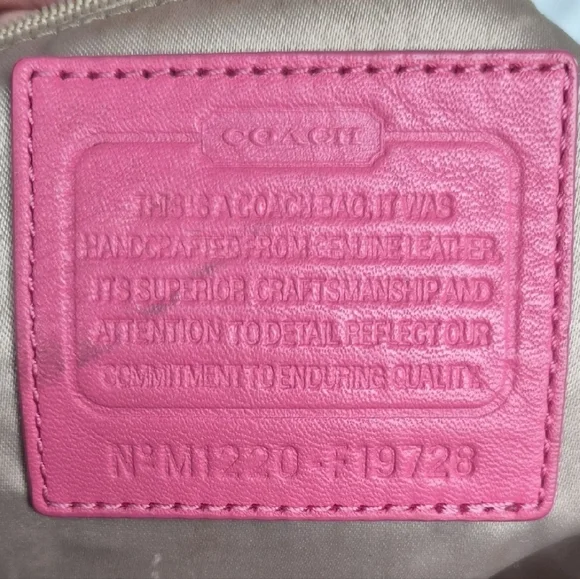 COACH
THIS IS A COACH BAG, IT WAS
HANDCRAFTED FROM GENUINE LEATHER.
ITS SUPERIOR CRAFTSMANSHIP AND
ATTENTION TO DETAIL REFLECT OUR
COMMITMENT TO ENDURING QUALITY.
Nº M1220-F19728